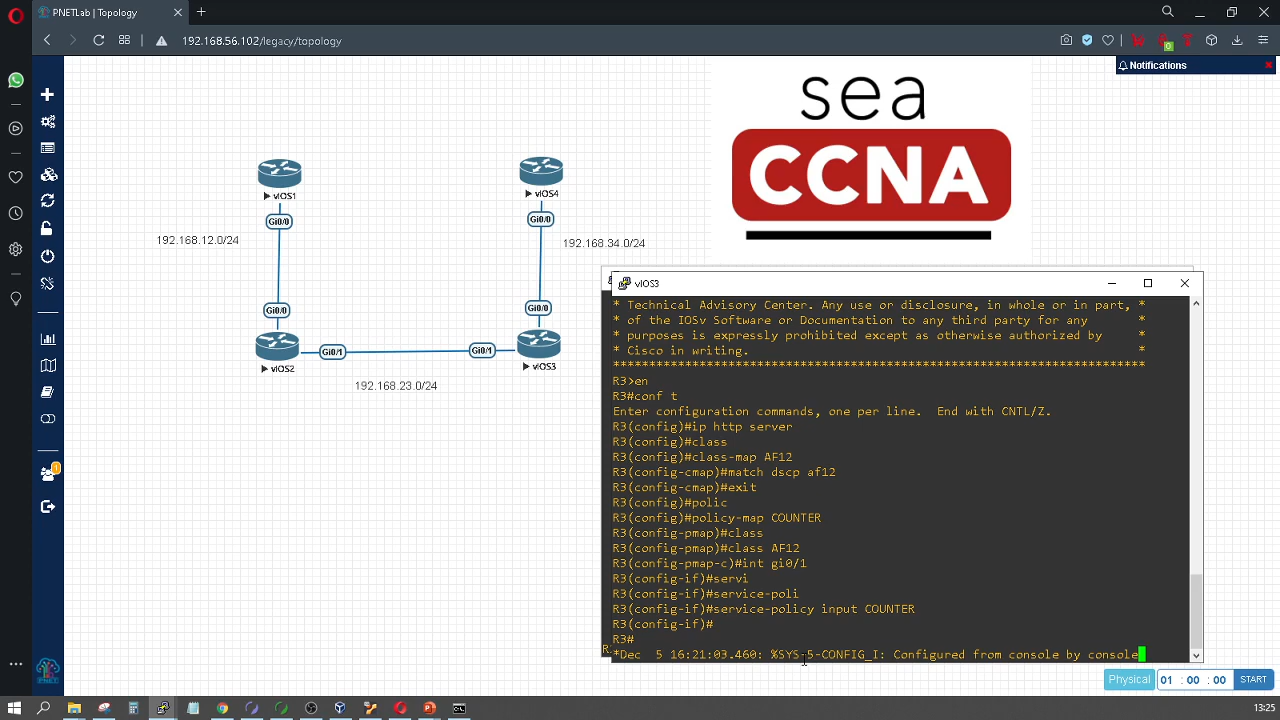 PNETLab | Topology
192.168.56.102/legacy/topology
0
Notifications
sea
CCNA
vIOS1
vIOS4
Gi0/0
Gi0/0
192.168.12.0/24
192.168.34.0/24
Gi0/0
Gi0/0
Gi0/1
Gi0/1
vIOS2
vIOS3
192.168.23.0/24
1
vIOS3
* Technical Advisory Center. Any use or disclosure, in whole or in part, *
* of the IOSv Software or Documentation to any third party for any *
* purposes is expressly prohibited except as otherwise authorized by *
* Cisco in writing. *
**************************************************************************
R3>en
R3#conf t
Enter configuration commands, one per line.  End with CNTL/Z.
R3(config)#ip http server
R3(config)#class
R3(config)#class-map AF12
R3(config-cmap)#match dscp af12
R3(config-cmap)#exit
R3(config)#polic
R3(config)#policy-map COUNTER
R3(config-pmap)#class
R3(config-pmap)#class AF12
R3(config-pmap-c)#int gi0/1
R3(config-if)#servi
R3(config-if)#service-poli
R3(config-if)#service-policy input COUNTER
R3(config-if)#
R3#
*Dec  5 16:21:03.460: %SYS-5-CONFIG_I: Configured from console by console
R
Physical
01 : 00 : 00
START
13:25